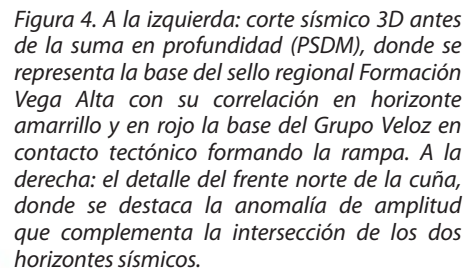 Figura 4. A la izquierda: corte sísmico 3D antes
de la suma en profundidad (PSDM), donde se
representa la base del sello regional Formación
Vega Alta con su correlación en horizonte
amarrillo y en rojo la base del Grupo Veloz en
contacto tectónico formando la rampa. A la
derecha: el detalle del frente norte de la cuña,
donde se destaca la anomalía de amplitud
que complementa la intersección de los dos
horizontes sísmicos.